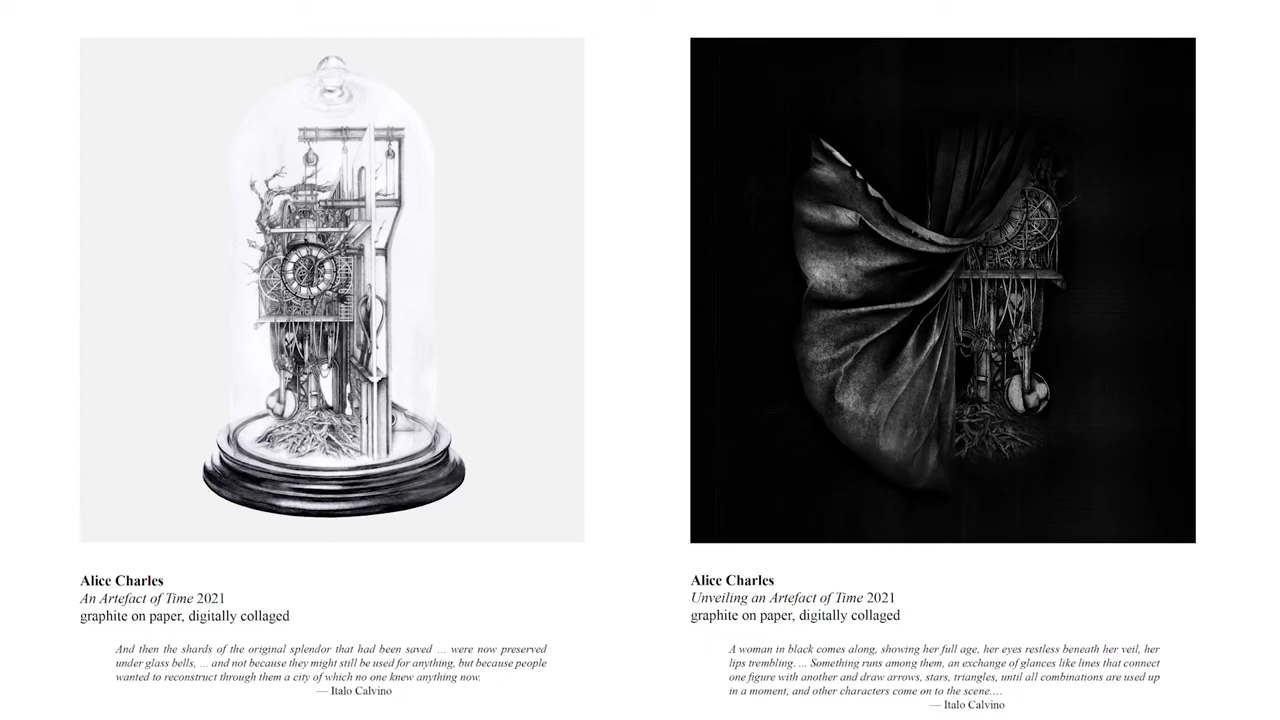 Alice Charles
An Artefact of Time 2021
graphite on paper, digitally collaged
And then the shards of the original splendor that had been saved ... were now preserved
under glass bells, ... and not because they might still be used for anything, but because people
wanted to reconstruct through them a city of which no one knew anything now.
— Italo Calvino
Alice Charles
Unveiling an Artefact of Time 2021
graphite on paper, digitally collaged
A woman in black comes along, showing her full age, her eyes restless beneath her veil, her
lips trembling. ... Something runs among them, an exchange of glances like lines that connect
one figure with another and draw arrows, stars, triangles, until all combinations are used up
in a moment, and other characters come on to the scene....
— Italo Calvino